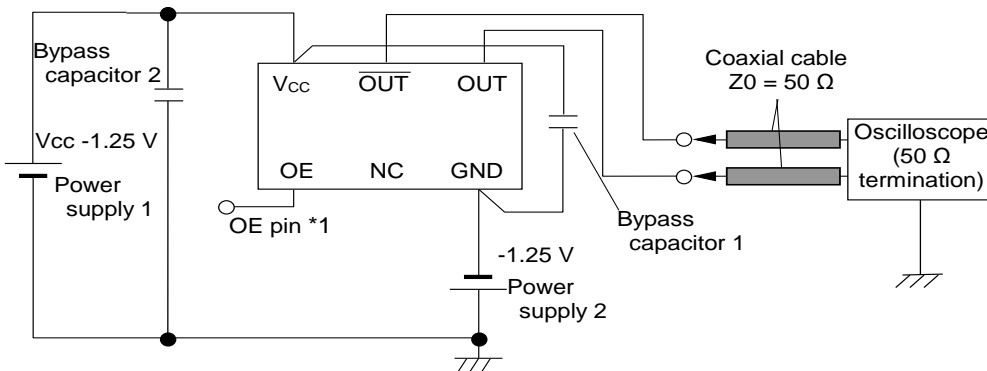 Bypass
capacitor 2
Vcc -1.25 V
Power
supply 1
VCC
OUT
OUT
OE
NC
GND
OE pin *1
-1.25 V
Power
supply 2
Bypass
capacitor 1
Coaxial cable
Z0 = 50 Ω
Oscilloscope
(50 Ω
termination)